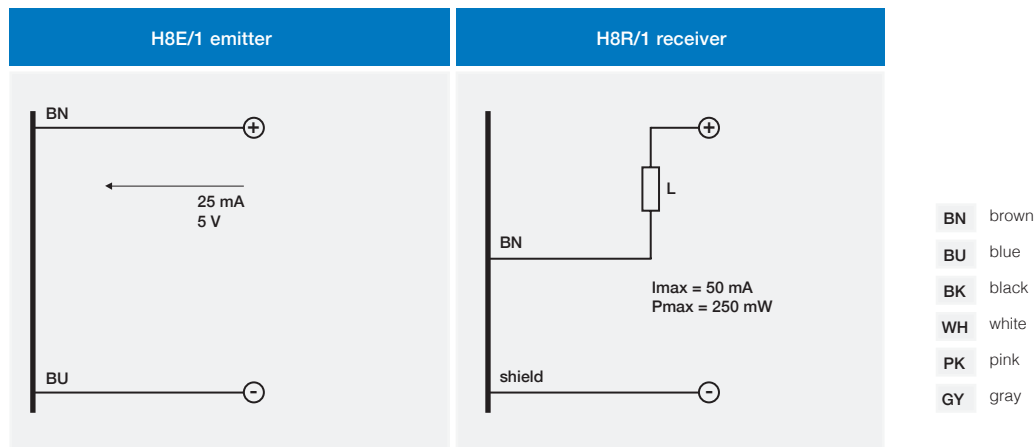 H8E/1 emitter
BN
+
25 mA
5 V
BU
-
H8R/1 receiver
+
L
BN
Imax = 50 mA
Pmax = 250 mW
shield
-
BN brown
BU blue
BK black
WH white
PK pink
GY gray